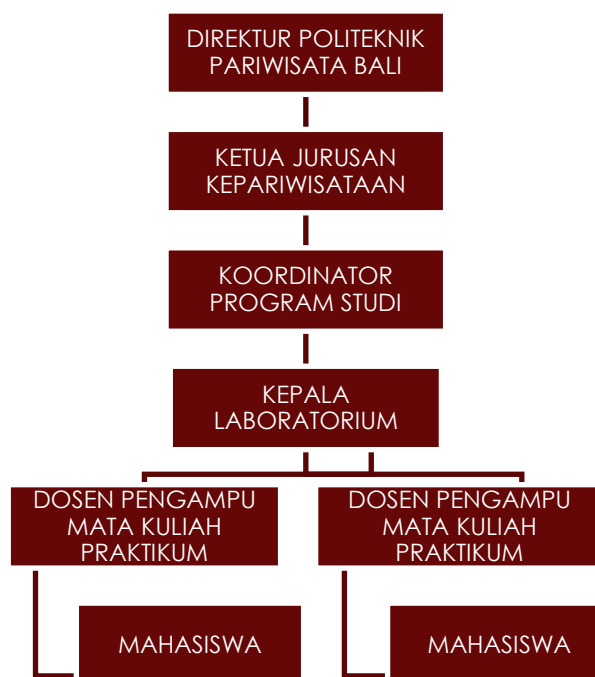 DIREKTUR POLITEKNIK
PARIWISATA BALI
KETUA JURUSAN
KEPARIWISATAAN
KOORDINATOR
PROGRAM STUDI
KEPALA
LABORATORIUM
DOSEN PENGAMPU
MATA KULIAH
PRAKTIKUM
MAHASISWA
DOSEN PENGAMPU
MATA KULIAH
PRAKTIKUM
MAHASISWA